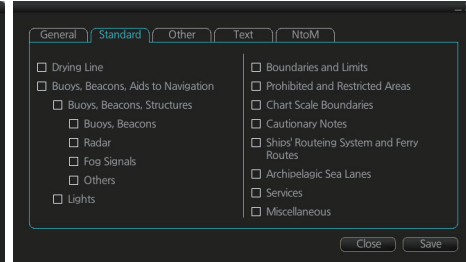 General Standard Other Text NtoM
Drying Line
Buoys, Beacons, Aids to Navigation
Buoys, Beacons, Structures
Buoys, Beacons
Radar
Fog Signals
Others
Lights
Boundaries and Limits
Prohibited and Restricted Areas
Chart Scale Boundaries
Cautionary Notes
Ships' Routeing System and Ferry
Routes
Archipelagic Sea Lanes
Services
Miscellaneous
Close Save